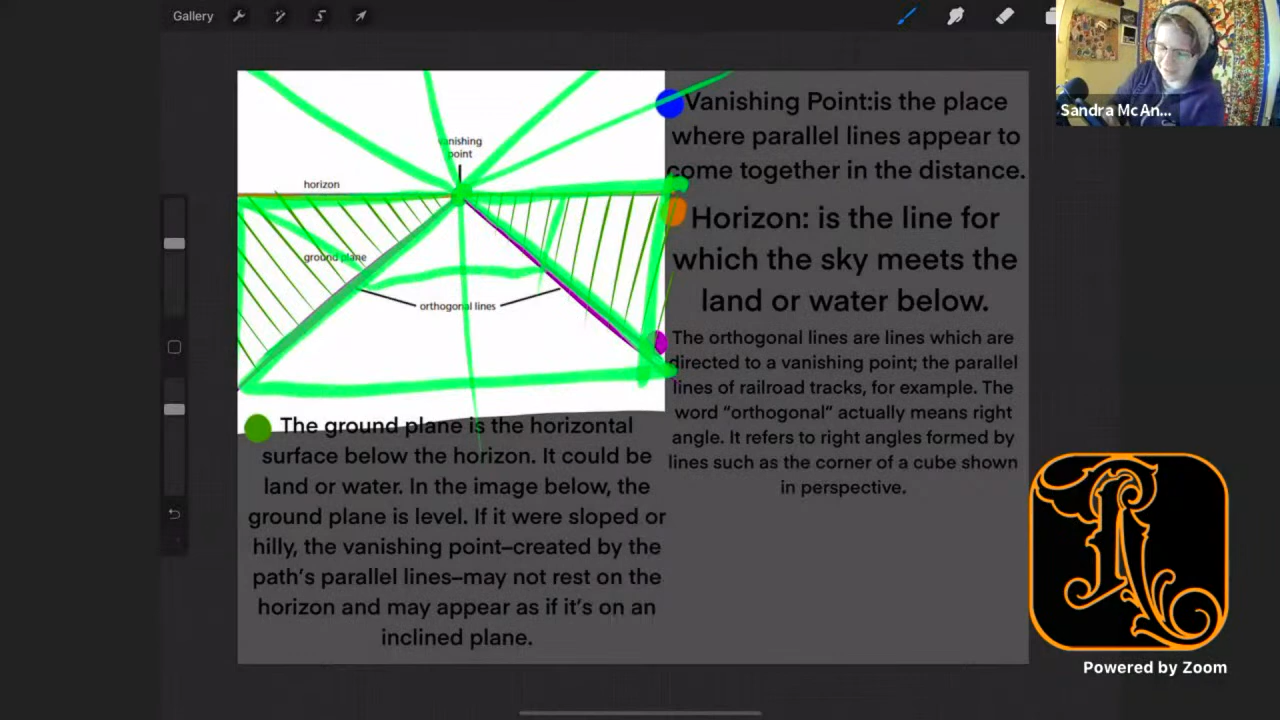 Gallery
Sandra McAn...
vanishing
point
horizon
ground plane
orthogonal lines
Vanishing Point:is the place
where parallel lines appear to
come together in the distance.
Horizon: is the line for
which the sky meets the
land or water below.
The orthogonal lines are lines which are
directed to a vanishing point; the parallel
lines of railroad tracks, for example. The
word “orthogonal” actually means right
angle. It refers to right angles formed by
lines such as the corner of a cube shown
in perspective.
The ground plane is the horizontal
surface below the horizon. It could be
land or water. In the image below, the
ground plane is level. If it were sloped or
hilly, the vanishing point–created by the
path’s parallel lines–may not rest on the
horizon and may appear as if it’s on an
inclined plane.
Powered by Zoom